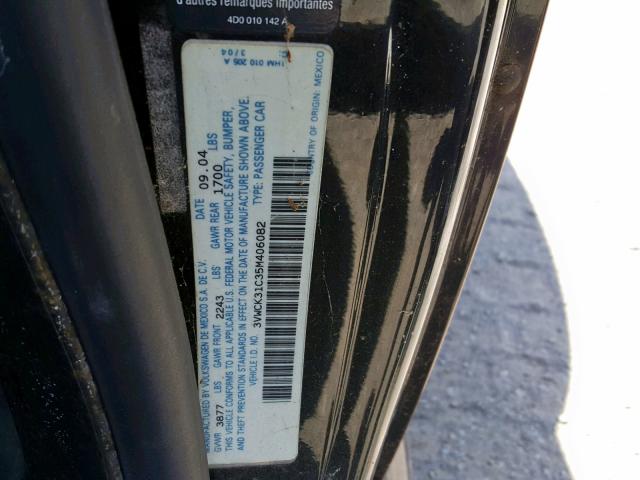 d'autres remarques importantes
4D0 010 142 A
MANUFACTURED BY VOLKSWAGEN DE MEXICO S.A. DE C.V. DATE 09.04
GVWR 3877 LBS GAWR FRONT 2243 LBS GAWR REAR 1700 LBS
THIS VEHICLE CONFORMS TO ALL APPLICABLE U.S. FEDERAL MOTOR VEHICLE SAFETY, BUMPER,
THEFT PREVENTION STANDARDS IN EFFECT ON THE DATE OF MANUFACTURE SHOWN ABOVE.
VEHICLE I.D. NO. 3VWCK31C35M406082 TYPE: PASSENGER CAR
COUNTRY OF ORIGIN: MEXICO
1HM 010 205 A
3/04